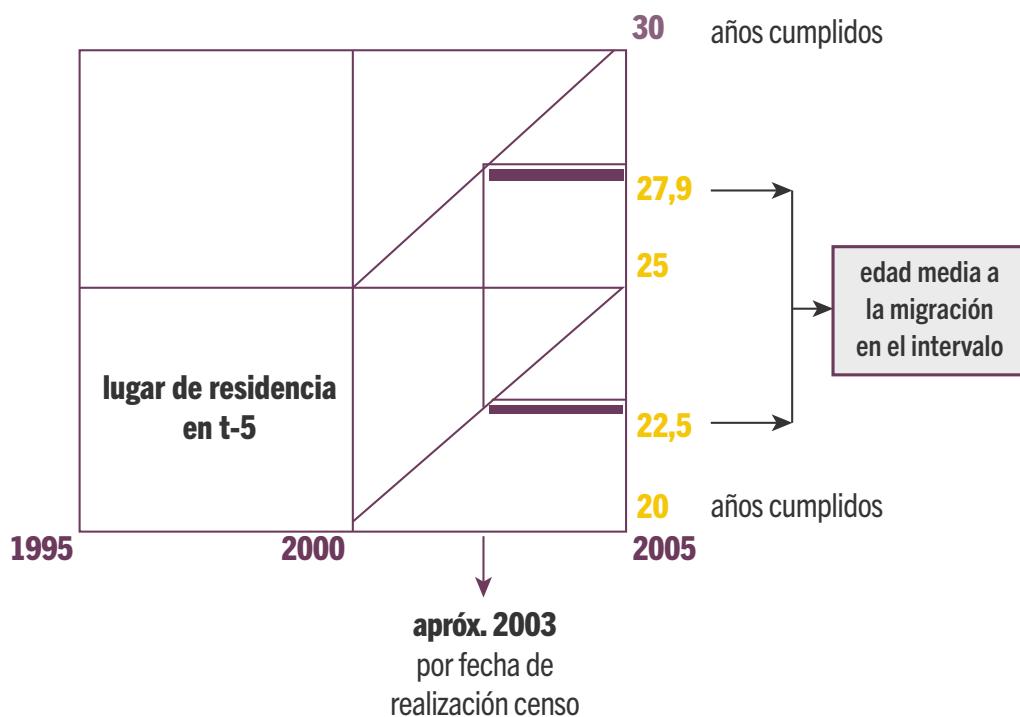 30 años cumplidos
27,9
25
edad media a
la migración
en el intervalo
lugar de residencia
en t-5
22,5
20 años cumplidos
1995 2000 2005
apróx. 2003
por fecha de
realización censo